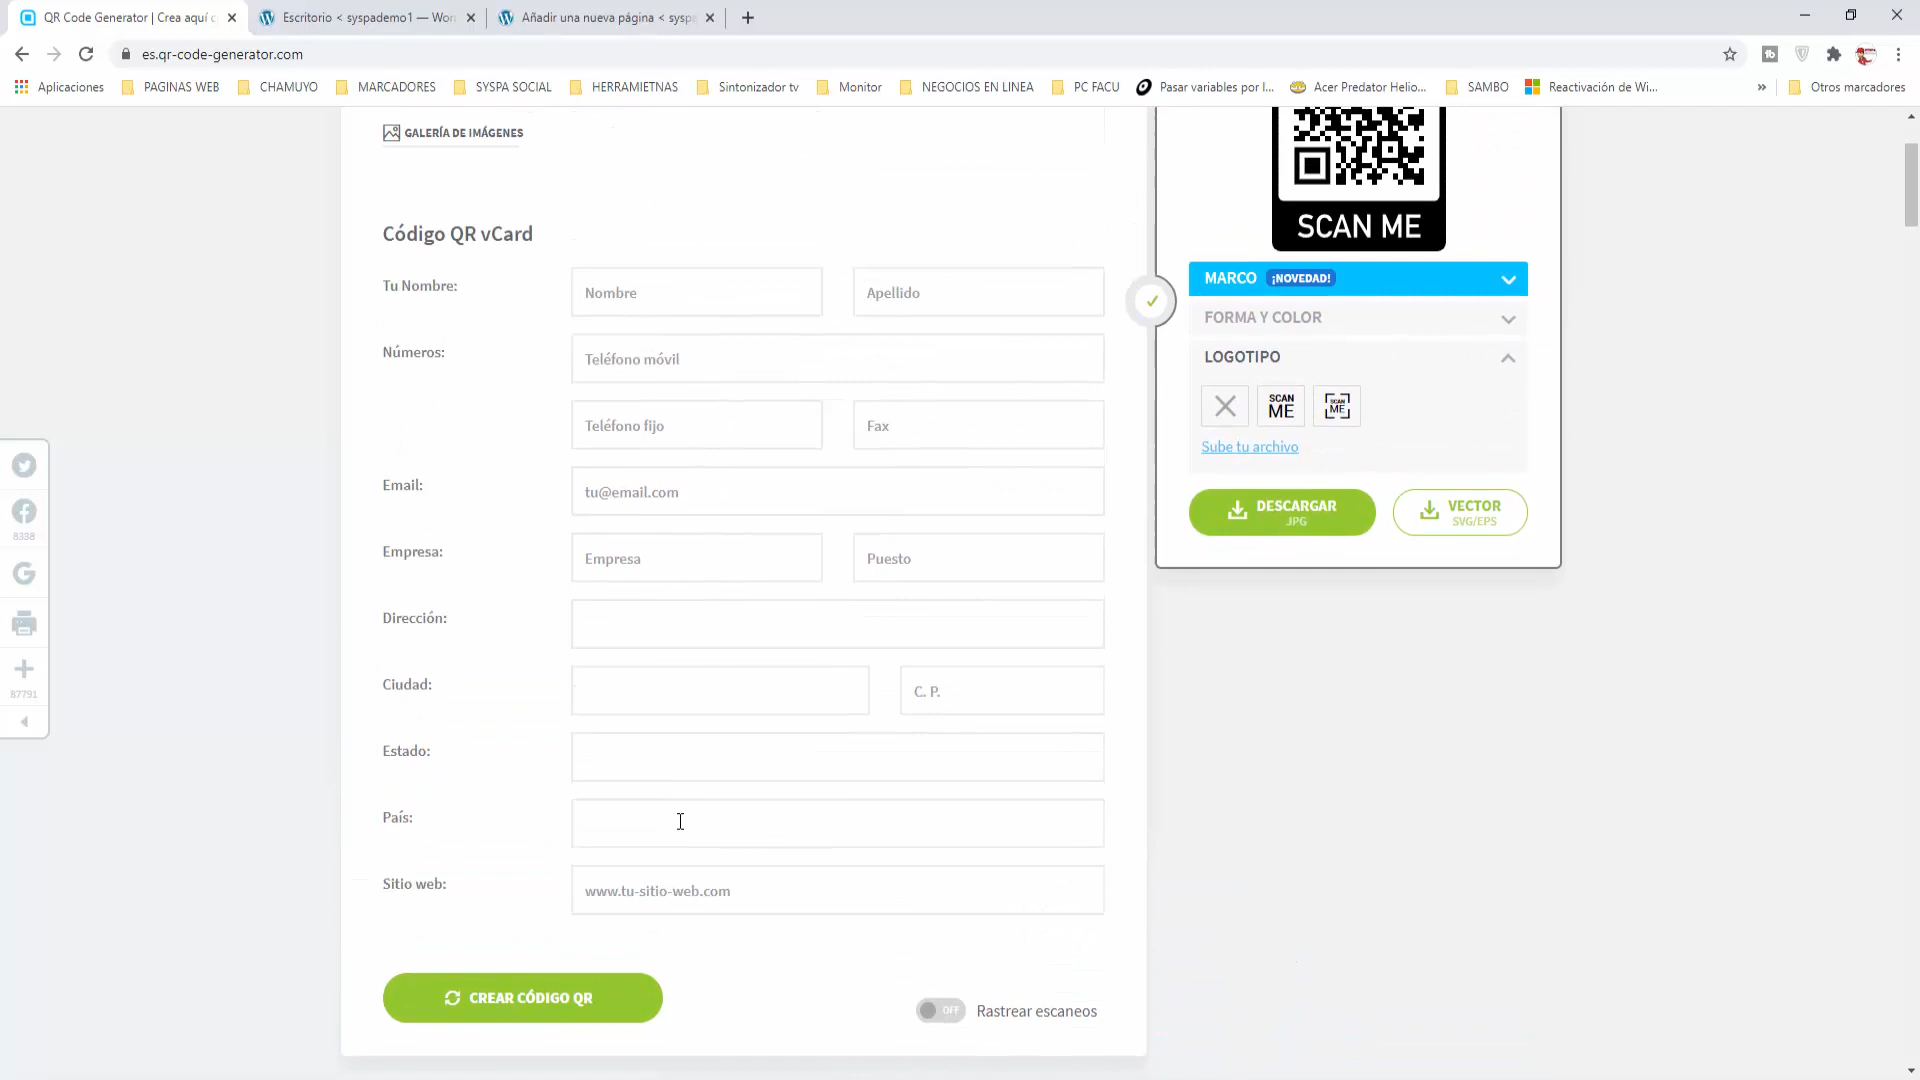 QR Code Generator | Crea aquí c
Escritorio < syspademo1 — Wor
Añadir una nueva página < sysp
es.qr-code-generator.com
Aplicaciones
PAGINAS WEB
CHAMUYO
MARCADORES
SYSPA SOCIAL
HERRAMIETNAS
Sintonizador tv
Monitor
NEGOCIOS EN LINEA
PC FACU
Pasar variables por l...
Acer Predator Helio...
SAMBO
Reactivación de Wi...
»
Otros marcadores
GALERÍA DE IMÁGENES
SCAN ME
Código QR vCard
Tu Nombre:
Nombre
Apellido
MARCO ¡NOVEDAD!
FORMA Y COLOR
Números:
Teléfono móvil
LOGOTIPO
SCAN
ME
SCAN
ME
Teléfono fijo
Fax
Sube tu archivo
Email:
tu@email.com
DESCARGAR
.JPG
VECTOR
SVG/EPS
8338
Empresa:
Empresa
Puesto
Dirección:
Ciudad:
C. P.
87791
Estado:
País:
Sitio web:
www.tu-sitio-web.com
CREAR CÓDIGO QR
OFF
Rastrear escaneos